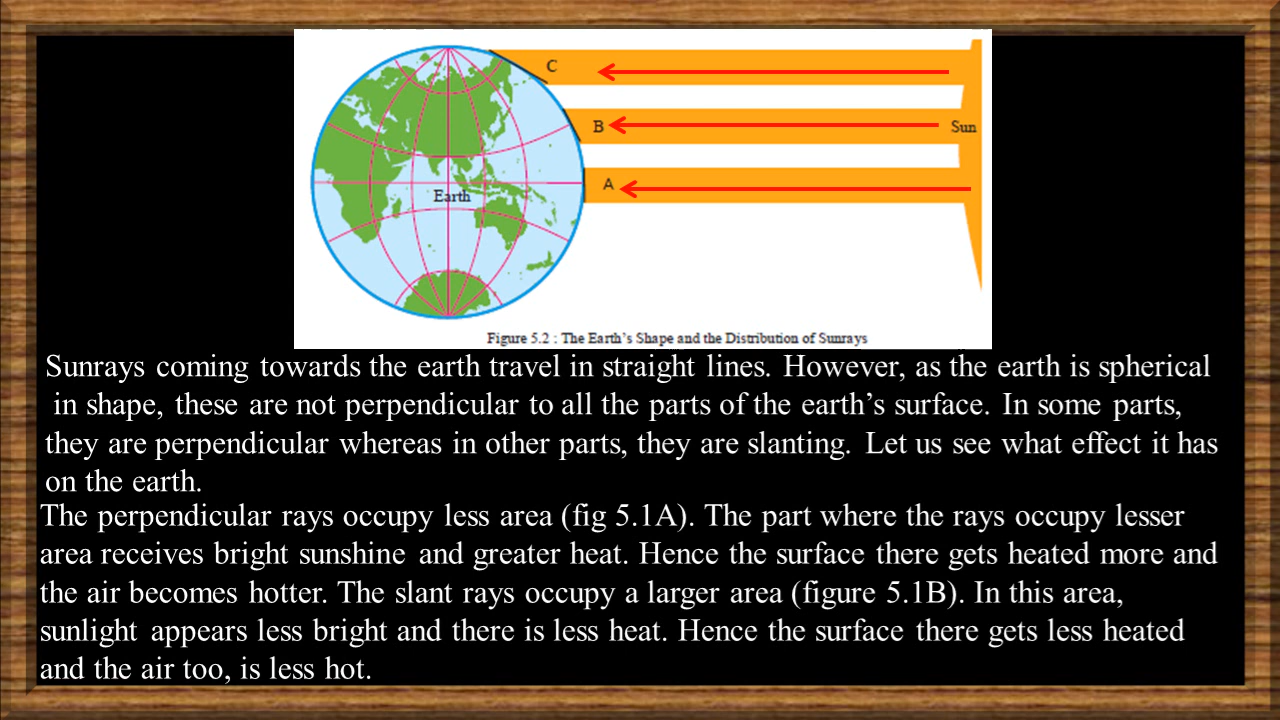 C
B
Sun
A
Earth
Figure 5.2 : The Earth's Shape and the Distribution of Sunrays
Sunrays coming towards the earth travel in straight lines. However, as the earth is spherical
in shape, these are not perpendicular to all the parts of the earth's surface. In some parts,
they are perpendicular whereas in other parts, they are slanting. Let us see what effect it has
on the earth.
The perpendicular rays occupy less area (fig 5.1A). The part where the rays occupy lesser
area receives bright sunshine and greater heat. Hence the surface there gets heated more and
the air becomes hotter. The slant rays occupy a larger area (figure 5.1B). In this area,
sunlight appears less bright and there is less heat. Hence the surface there gets less heated
and the air too, is less hot.